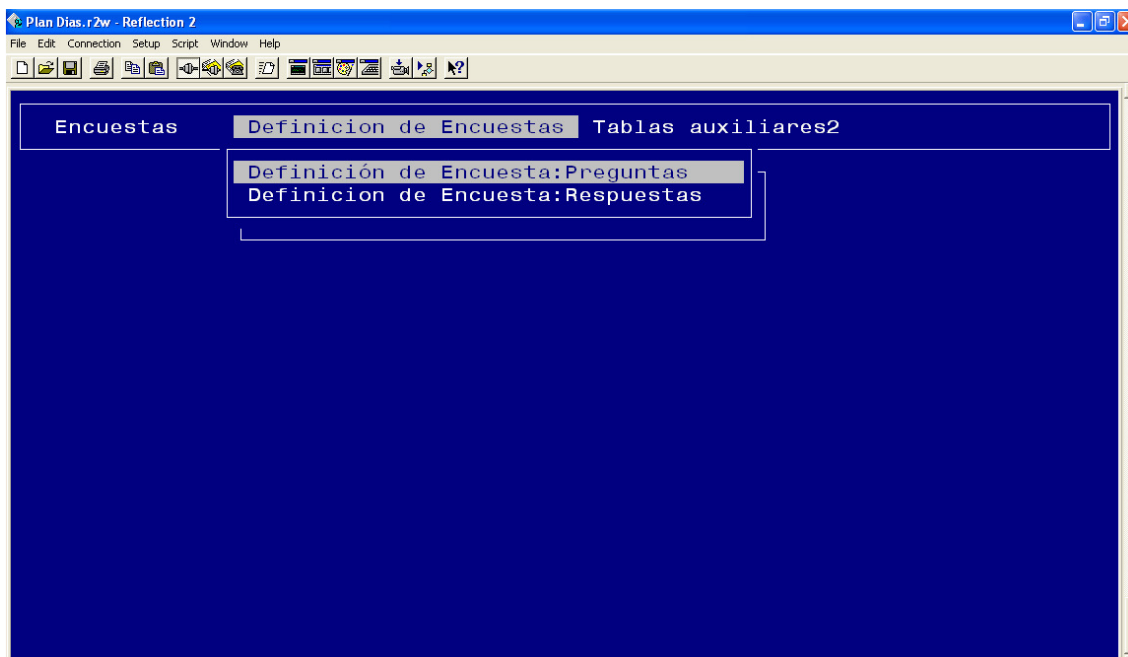 Plan Dias.r2w - Reflection 2
File Edit Connection Setup Script Window Help
Encuestas Definicion de Encuestas Tablas auxiliares2
Definición de Encuesta:Preguntas
Definicion de Encuesta:Respuestas